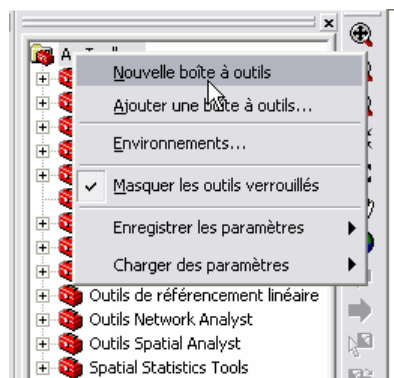 Nouvelle boîte à outils
Ajouter une boîte à outils...
Environnements...
Masquer les outils verrouillés
Enregistrer les paramètres
Charger des paramètres
Outils de référencement linéaire
Outils Network Analyst
Outils Spatial Analyst
Spatial Statistics Tools